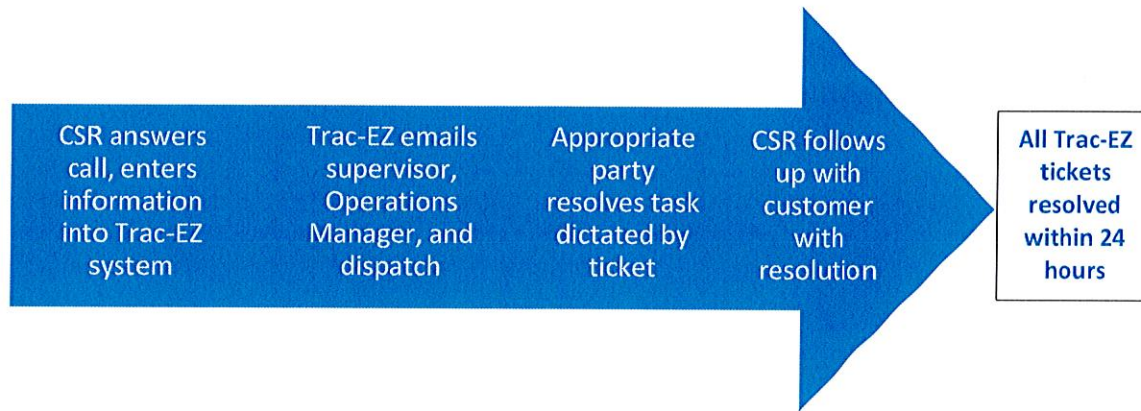 CSR answers
call, enters
information
into Trac-EZ
system
Trac-EZ emails
supervisor,
Operations
Manager, and
dispatch
Appropriate
party
resolves task
dictated by
ticket
CSR follows
up with
customer
with
resolution
All Trac-EZ
tickets
resolved
within 24
hours